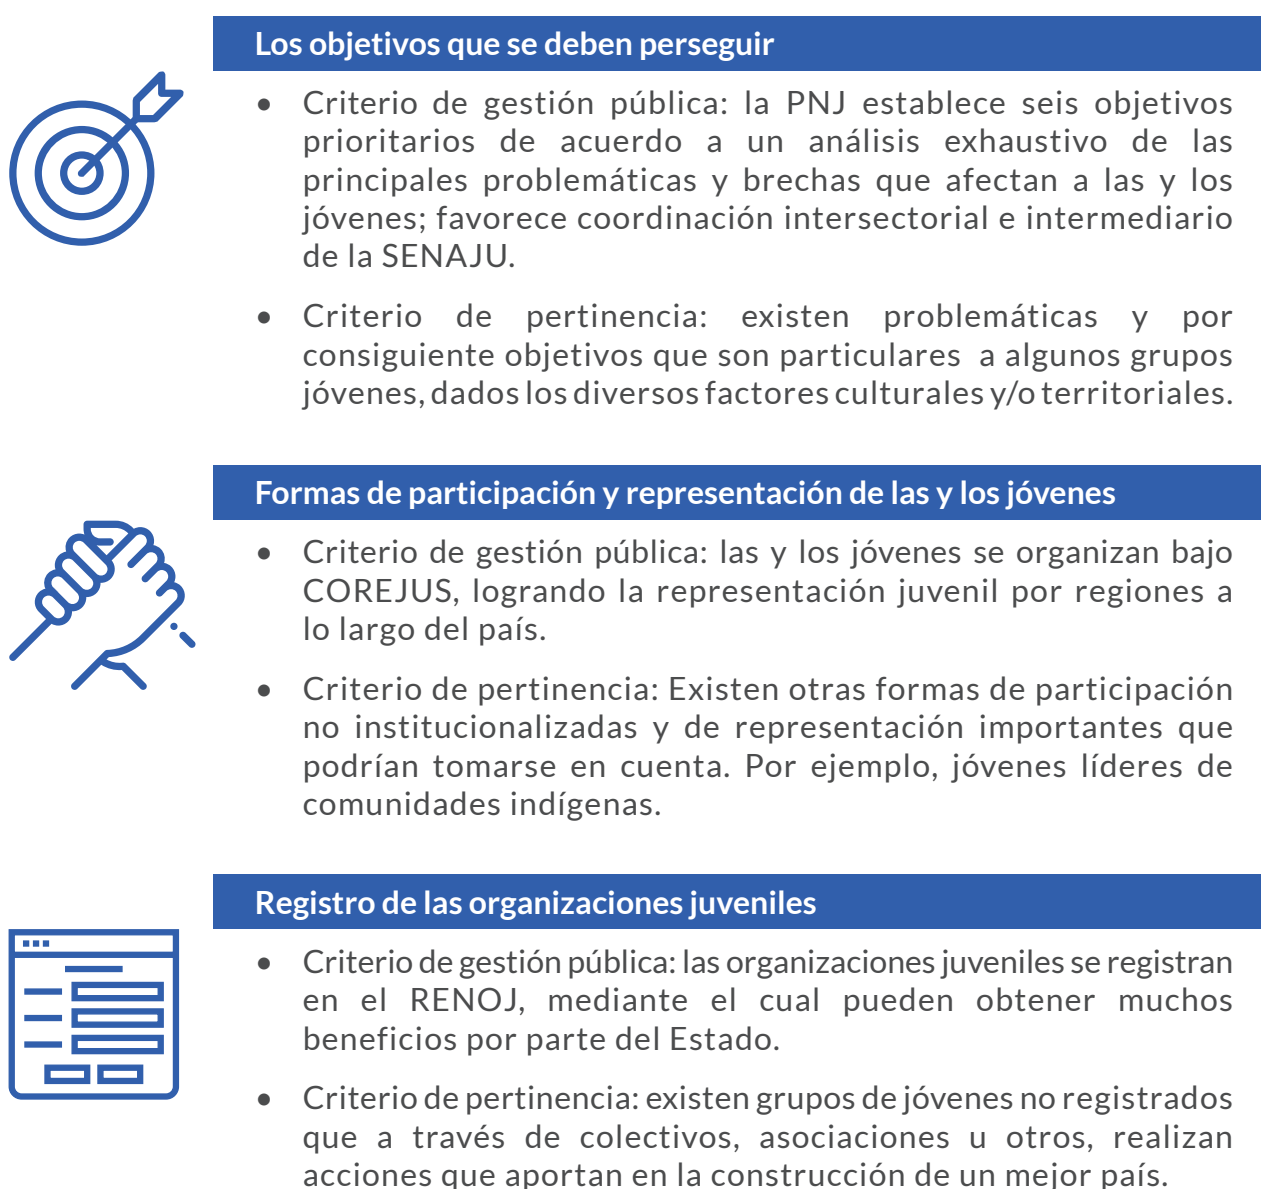 Los objetivos que se deben perseguir
• Criterio de gestión pública: la PNJ establece seis objetivos
prioritarios de acuerdo a un análisis exhaustivo de las
principales problemáticas y brechas que afectan a las y los
jóvenes; favorece coordinación intersectorial e intermediario
de la SENAJU.
• Criterio de pertinencia: existen problemáticas y por
consiguiente objetivos que son particulares a algunos grupos
jóvenes, dados los diversos factores culturales y/o territoriales.
Formas de participación y representación de las y los jóvenes
• Criterio de gestión pública: las y los jóvenes se organizan bajo
COREJUS, logrando la representación juvenil por regiones a
lo largo del país.
• Criterio de pertinencia: Existen otras formas de participación
no institucionalizadas y de representación importantes que
podrían tomarse en cuenta. Por ejemplo, jóvenes líderes de
comunidades indígenas.
Registro de las organizaciones juveniles
• Criterio de gestión pública: las organizaciones juveniles se registran
en el RENOJ, mediante el cual pueden obtener muchos
beneficios por parte del Estado.
• Criterio de pertinencia: existen grupos de jóvenes no registrados
que a través de colectivos, asociaciones u otros, realizan
acciones que aportan en la construcción de un mejor país.